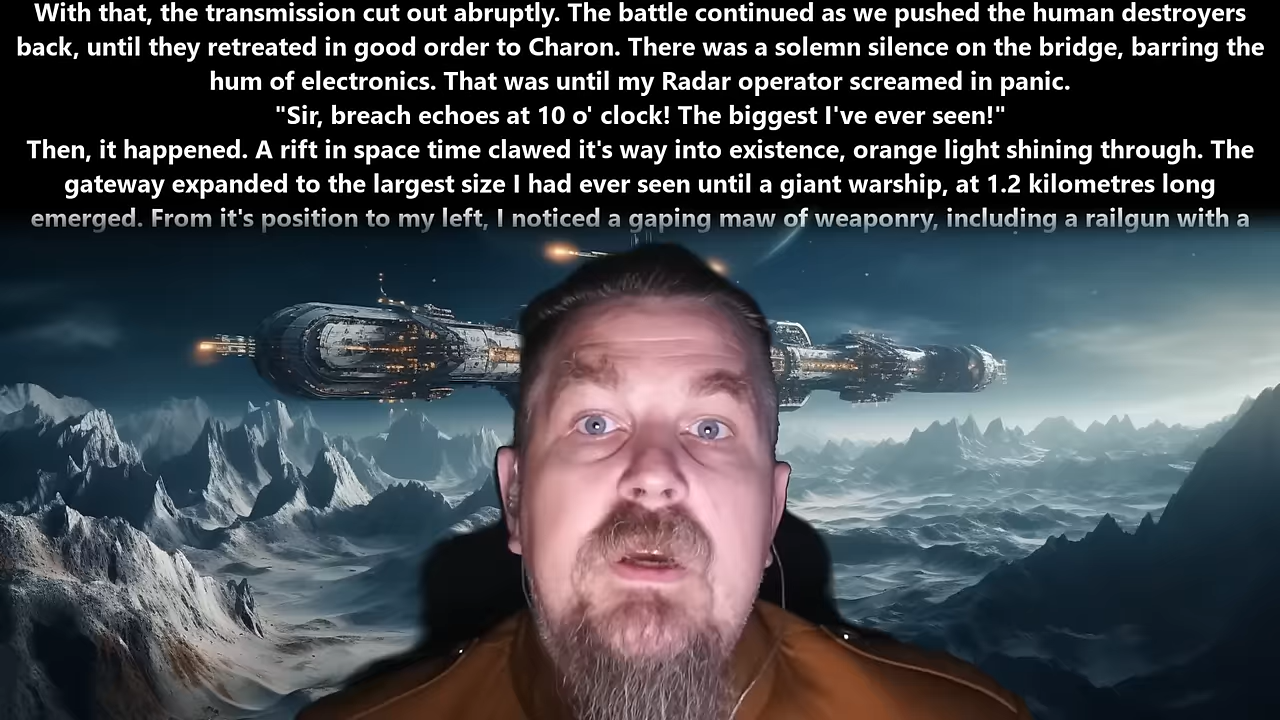 With that, the transmission cut out abruptly. The battle continued as we pushed the human destroyers
back, until they retreated in good order to Charon. There was a solemn silence on the bridge, barring the
hum of electronics. That was until my Radar operator screamed in panic.
"Sir, breach echoes at 10 o' clock! The biggest I've ever seen!"
Then, it happened. A rift in space time clawed it's way into existence, orange light shining through. The
gateway expanded to the largest size I had ever seen until a giant warship, at 1.2 kilometres long
emerged. From it's position to my left, I noticed a gaping maw of weaponry, including a railgun with a